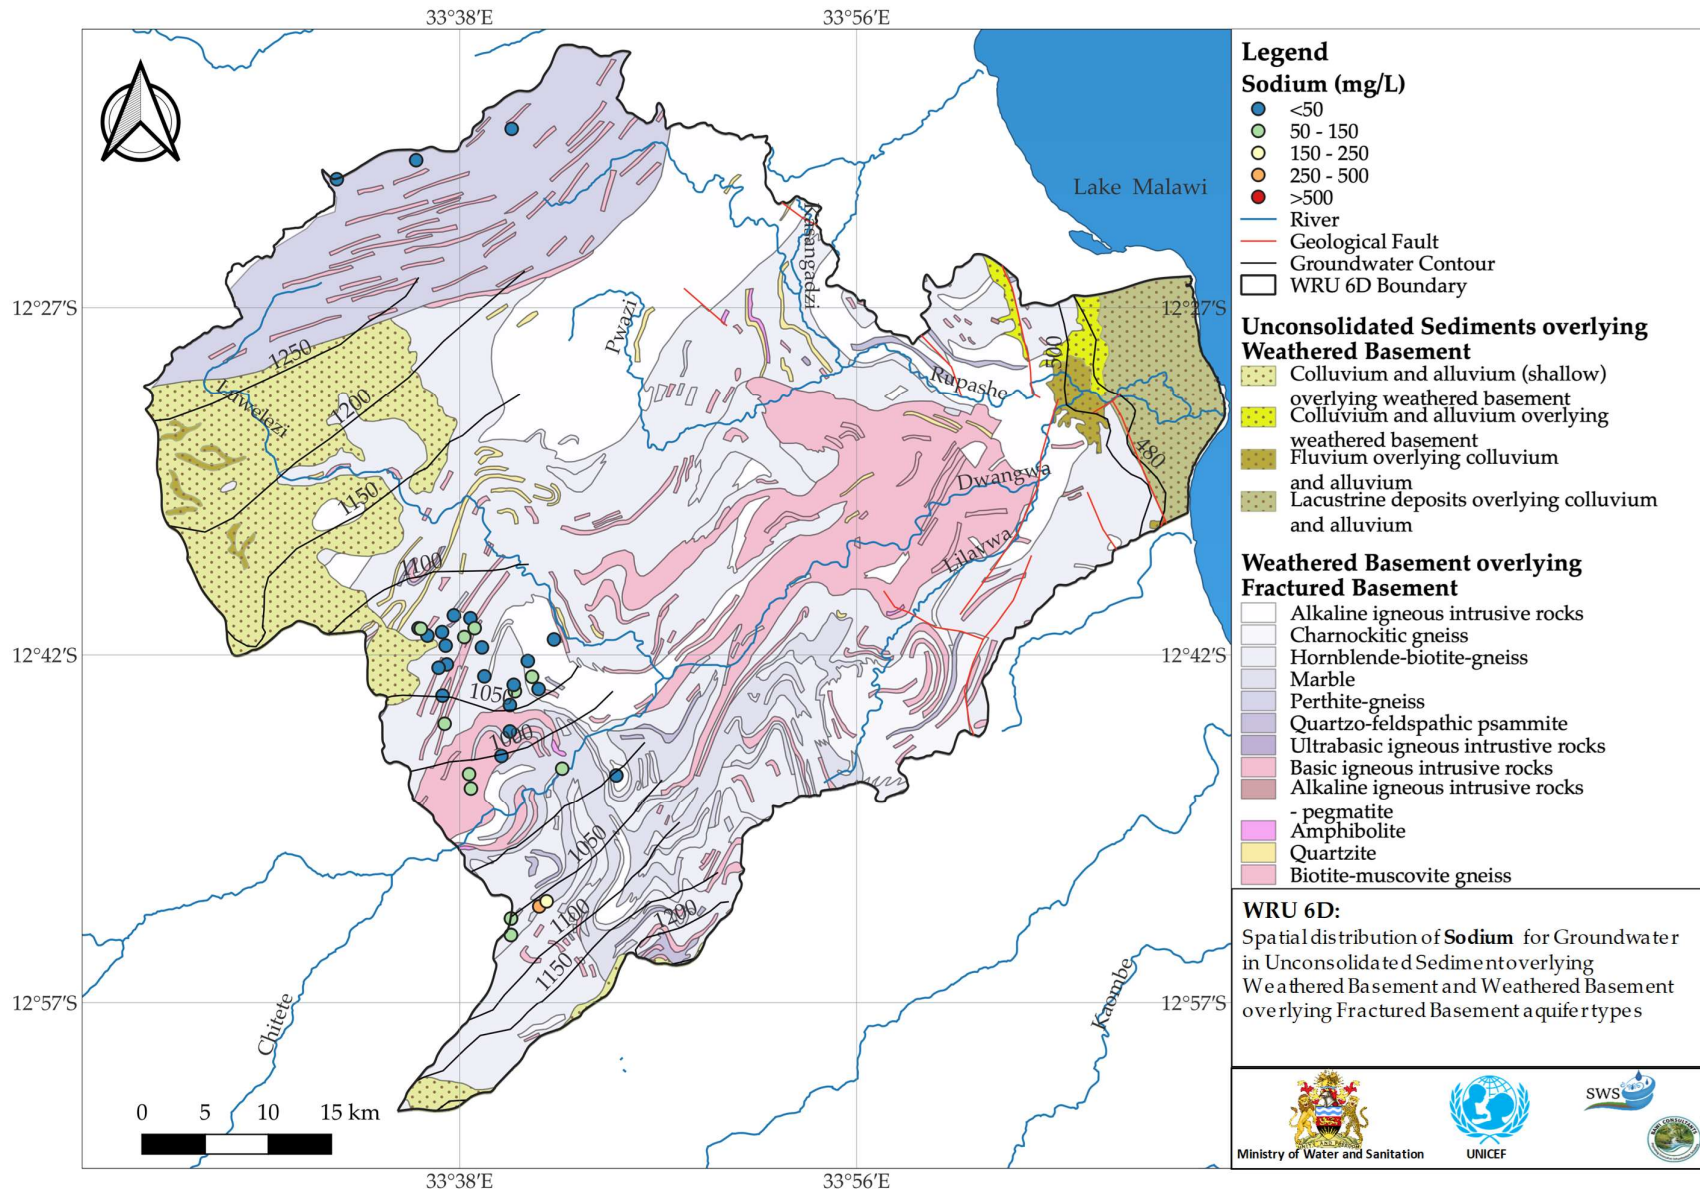 33°38′E
33°56′E
Lake Malawi
Kasangadzi
12°27′S
12°27′S
Pwazi
500
1250
Rupashe
Luwelezi
1200
480
Dwangwa
1150
Lilavwa
1100
12°42′S
12°42′S
1050
1000
1050
1100
1200
1150
12°57′S
12°57′S
Chitete
Kaombe
0 5 10 15 km
33°38′E
33°56′E
Legend
Sodium (mg/L)
<50
50 - 150
150 - 250
250 - 500
>500
River
Geological Fault
Groundwater Contour
WRU 6D Boundary
Unconsolidated Sediments overlying
Weathered Basement
Colluvium and alluvium (shallow)
overlying weathered basement
Colluvium and alluvium overlying
weathered basement
Fluvium overlying colluvium
and alluvium
Lacustrine deposits overlying colluvium
and alluvium
Weathered Basement overlying
Fractured Basement
Alkaline igneous intrusive rocks
Charnockitic gneiss
Hornblende-biotite-gneiss
Marble
Perthite-gneiss
Quartzo-feldspathic psammite
Ultrabasic igneous intrustive rocks
Basic igneous intrusive rocks
Alkaline igneous intrusive rocks
- pegmatite
Amphibolite
Quartzite
Biotite-muscovite gneiss
WRU 6D:
Spatial distribution of Sodium for Groundwater
in Unconsolidated Sediment overlying
Weathered Basement and Weathered Basement
overlying Fractured Basement aquifer types
Ministry of Water and Sanitation
UNICEF
SWS